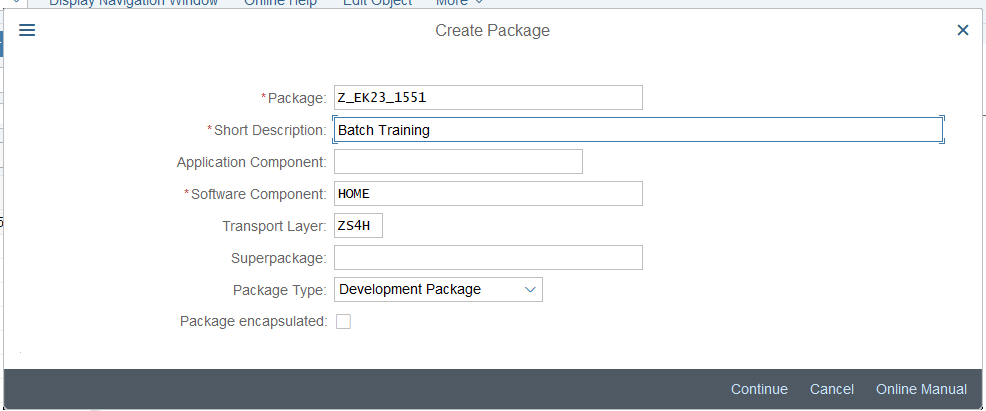 Display Navigation Window Online Help Edit Object More
Create Package
*Package: Z_EK23_1551
*Short Description: Batch Training
Application Component:
*Software Component: HOME
Transport Layer: ZS4H
Superpackage:
Package Type: Development Package
Package encapsulated:
Continue Cancel Online Manual